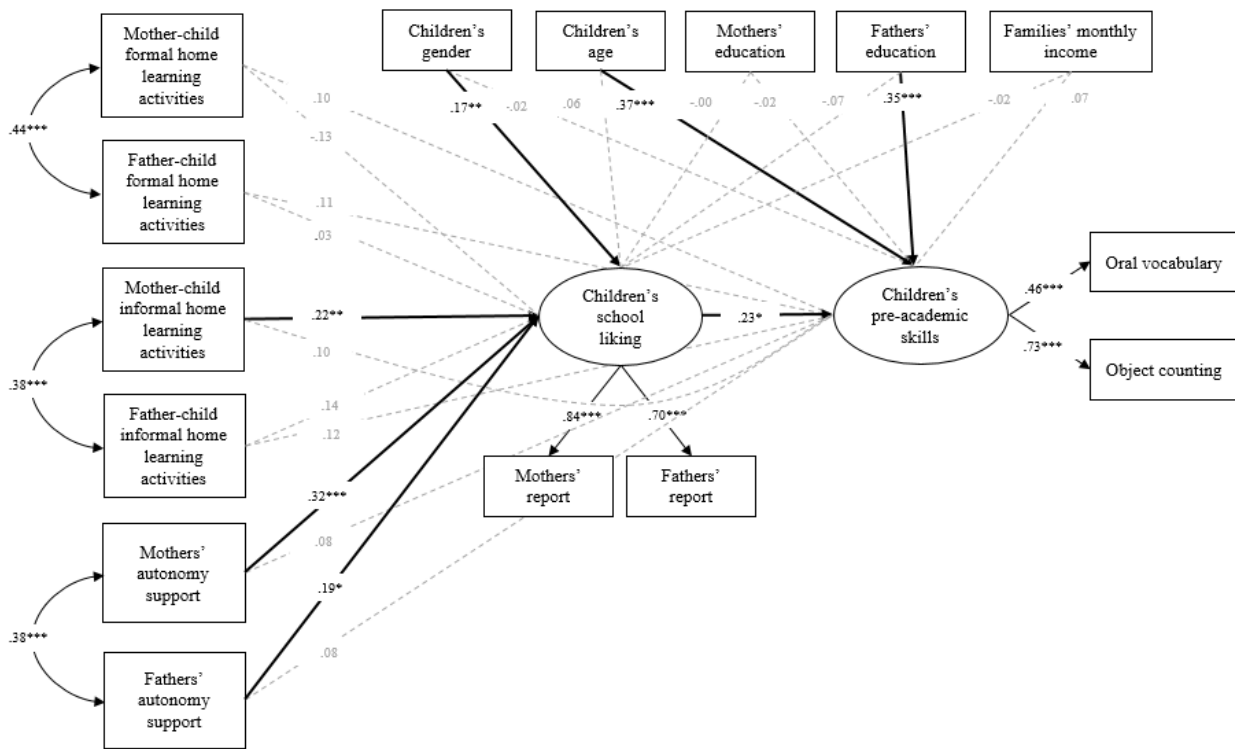 Mother-child
formal home
learning
activities
Father-child
formal home
learning
activities
Mother-child
informal home
learning
activities
Father-child
informal home
learning
activities
Mothers’
autonomy
support
Fathers’
autonomy
support
.44***
.38***
.38***
Children’s
gender
Children’s
age
Mothers’
education
Fathers’
education
Families’ monthly
income
.17**
-.02
.06
.37***
-.00
-.02
-.07
.35***
-.02
.07
.10
-.13
.11
.03
.22**
.10
.14
.12
.32***
.08
.19*
.08
Children’s
school
liking
.23*
Children’s
pre-academic
skills
.84***
.70***
Mothers’
report
Fathers’
report
.46***
.73***
Oral vocabulary
Object counting